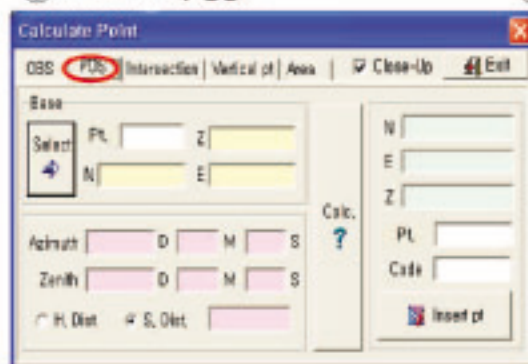 Calculate Point
OBS POS Intersection Vertical pt Area Close-Up Exit
Base
Select Pt. Z
N E
Azimuth D M S
Zenith D M S
H. Dist S. Dist.
Calc. ?
N
E
Z
Pt.
Code
Insert pt